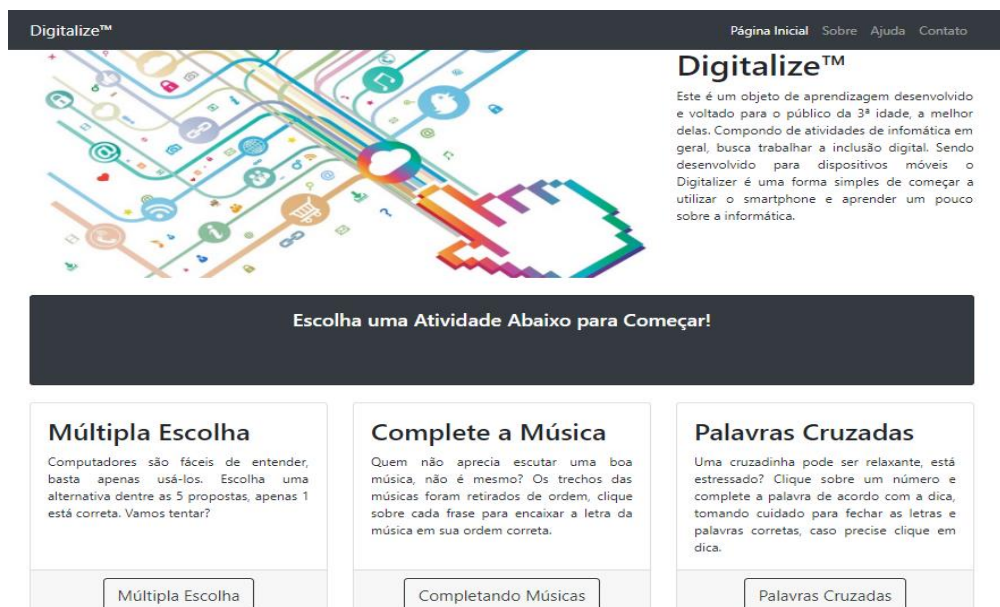 Digitalize™
Página Inicial Sobre Ajuda Contato
Digitalize™
Este é um objeto de aprendizagem desenvolvido
e voltado para o público da 3ª idade, a melhor
delas. Compondo de atividades de infomática em
geral, busca trabalhar a inclusão digital. Sendo
desenvolvido para dispositivos móveis o
Digitalizer é uma forma simples de começar a
utilizar o smartphone e aprender um pouco
sobre a informática.
Escolha uma Atividade Abaixo para Começar!
Múltipla Escolha
Computadores são fáceis de entender,
basta apenas usá-los. Escolha uma
alternativa dentre as 5 propostas, apenas 1
está correta. Vamos tentar?
Múltipla Escolha
Complete a Música
Quem não aprecia escutar uma boa
música, não é mesmo? Os trechos das
músicas foram retirados de ordem, clique
sobre cada frase para encaixar a letra da
música em sua ordem correta.
Completando Músicas
Palavras Cruzadas
Uma cruzadinha pode ser relaxante, está
estressado? Clique sobre um número e
complete a palavra de acordo com a dica,
tomando cuidado para fechar as letras e
palavras corretas, caso precise clique em
dica.
Palavras Cruzadas